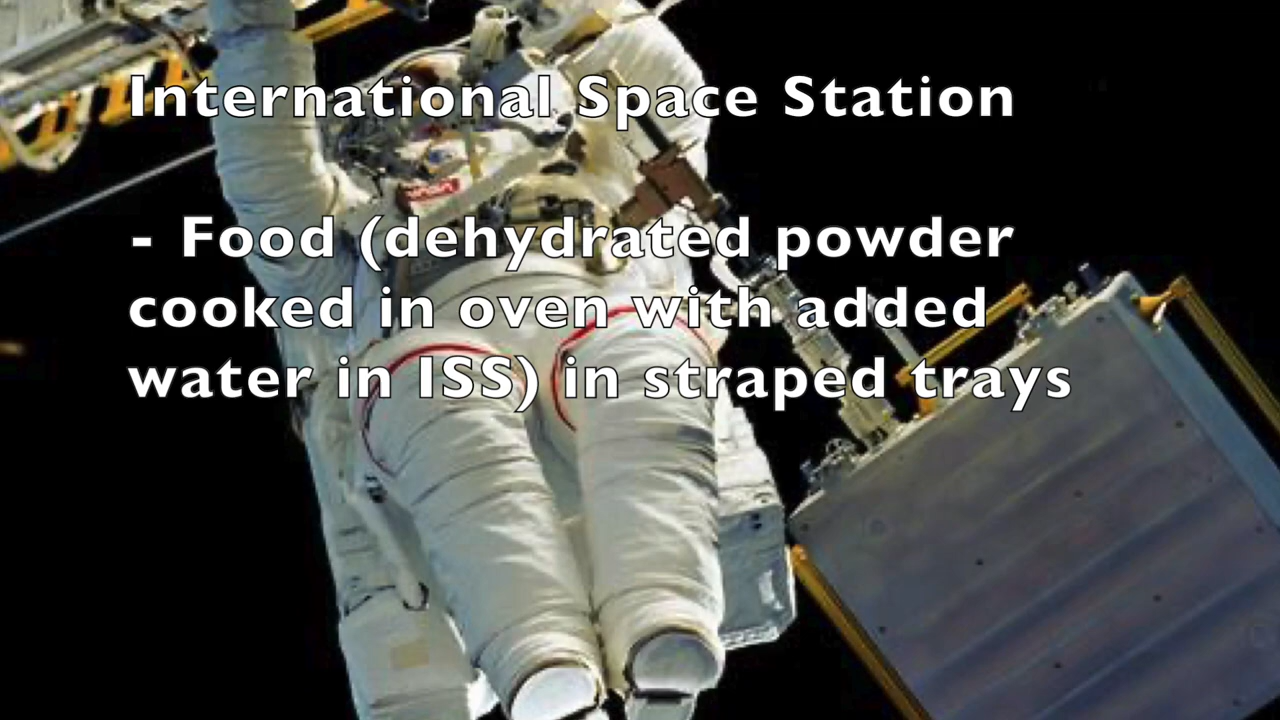 International Space Station
- Food (dehydrated powder
cooked in oven with added
water in ISS) in straped trays